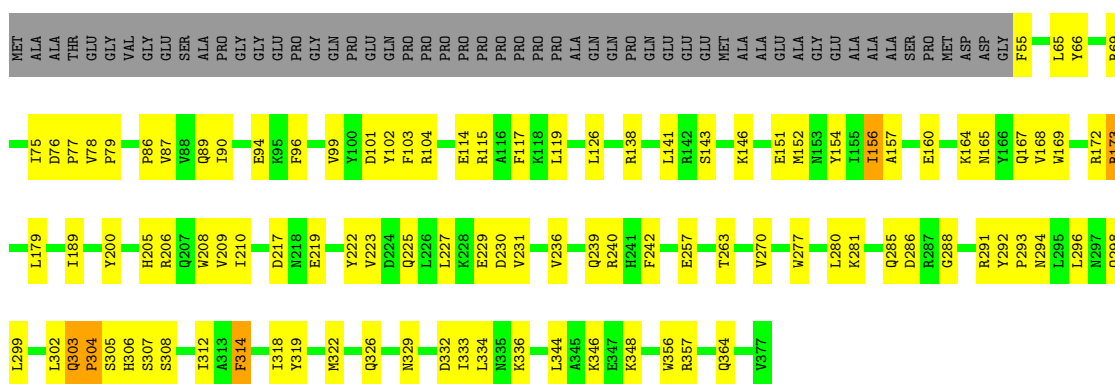 MET ALA ALA THR GLU GLY VAL GLY GLU SER ALA PRO GLY GLY GLU PRO GLY GLN PRO GLU GLN PRO PRO PRO PRO PRO PRO PRO ALA GLN GLN PRO GLN GLU GLU GLU MET ALA ALA GLU ALA GLY GLU ALA ALA ALA SER PRO MET ASP ASP GLY F55 L65 Y66 R69
I75 D76 P77 V78 P79 P86 V87 V88 Q89 I90 E94 K95 F96 V99 Y100 D101 Y102 F103 R104 E114 R115 A116 F117 K118 L119 L126 R138 L141 R142 S143 K146 E151 M152 N153 Y154 I155 I156 A157 E160 K164 N165 Y166 Q167 V168 W169 R172 R173
L179 I189 Y200 H205 R206 Q207 W208 V209 I210 D217 N218 E219 Y222 V223 D224 Q225 L226 L227 K228 E229 D230 V231 V236 Q239 R240 H241 F242 E257 T263 V270 W277 L280 K281 Q285 D286 R287 G288 R291 Y292 P293 N294 L295 L296 N297 Q298
L299 L302 Q303 P304 S305 H306 S307 S308 I312 A313 F314 I318 Y319 M322 Q326 N329 D332 I333 L334 N335 K336 L344 A345 K346 E347 K348 W356 R357 Q364 V377